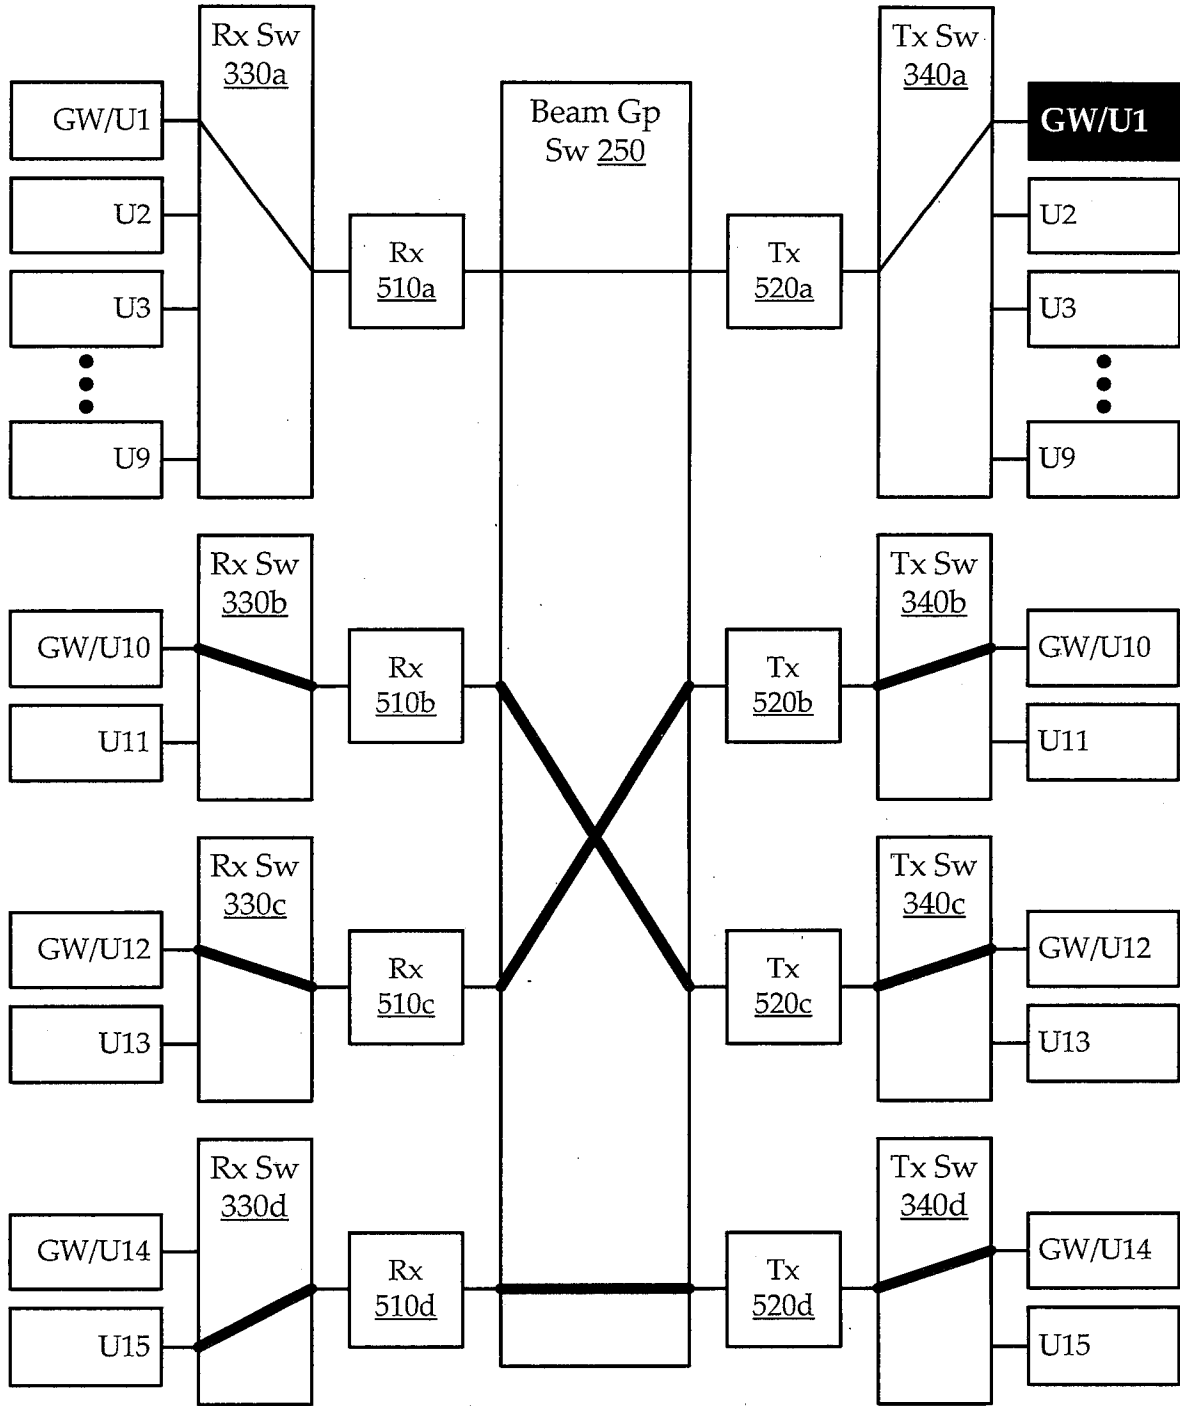 Rx Sw
330a
GW/U1
U2
U3
U9
Rx
510a
Beam Gp
Sw 250
Tx
520a
Tx Sw
340a
GW/U1
U2
U3
U9
Rx Sw
330b
GW/U10
U11
Rx
510b
Tx
520b
Tx Sw
340b
GW/U10
U11
Rx Sw
330c
GW/U12
U13
Rx
510c
Tx
520c
Tx Sw
340c
GW/U12
U13
Rx Sw
330d
GW/U14
U15
Rx
510d
Tx
520d
Tx Sw
340d
GW/U14
U15